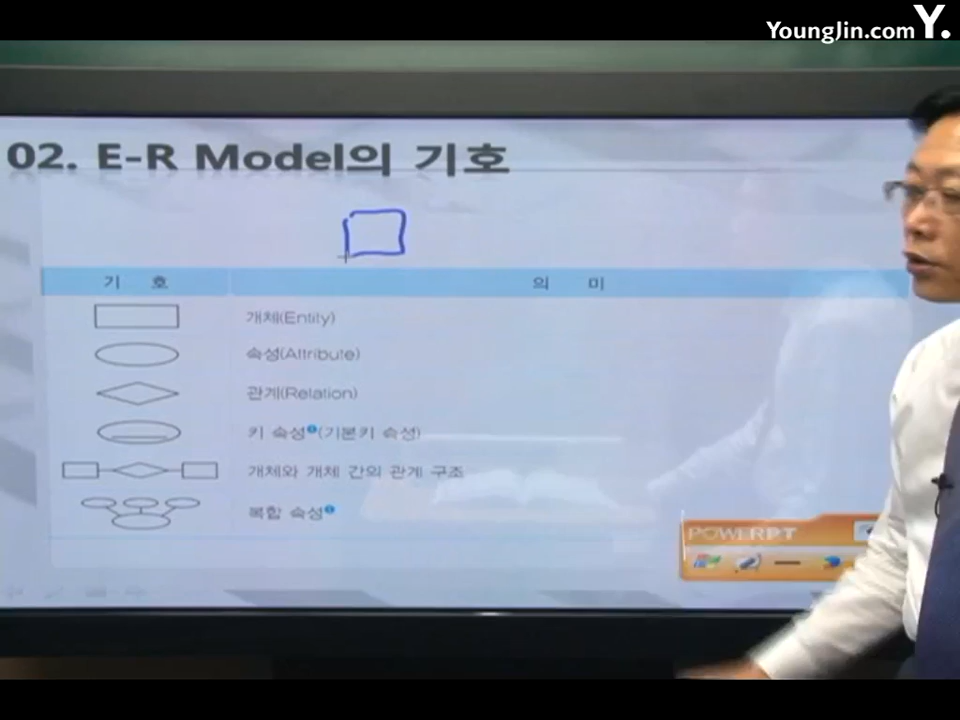 YoungJin.com Y.
02. E-R Model의 기호
기 호 의 미
개체(Entity)
속성(Attribute)
관계(Relation)
키 속성(기본키 속성)
개체와 개체 간의 관계 구조
복합 속성
POWERPT